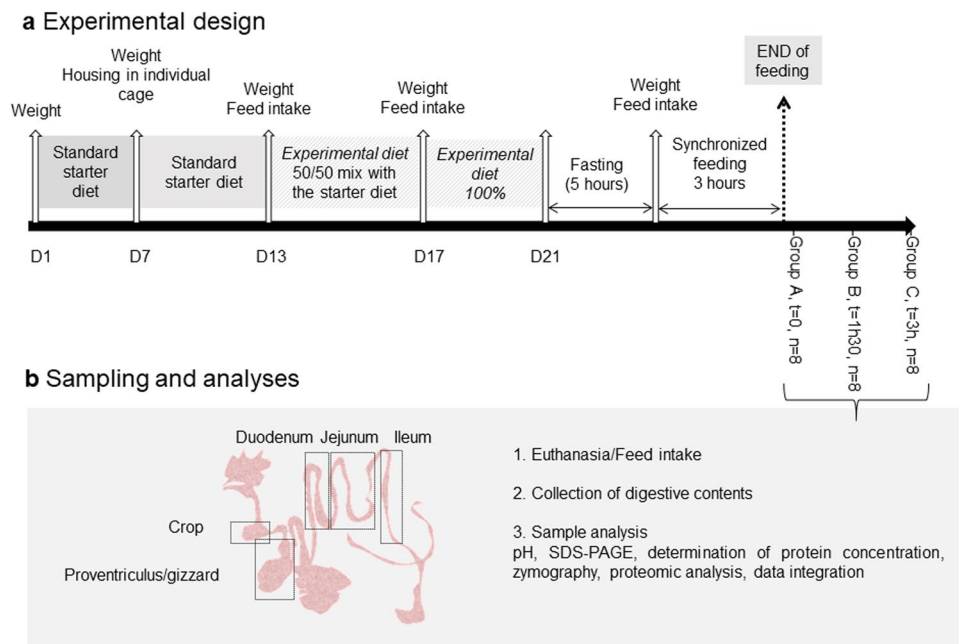 a Experimental design
Weight
Weight
Housing in individual
cage
Weight
Feed intake
Weight
Feed intake
Weight
Feed intake
END of
feeding
Standard
starter
diet
Standard
starter diet
Experimental diet
50/50 mix with
the starter diet
Experimental
diet
100%
Fasting
(5 hours)
Synchronized
feeding
3 hours
D1
D7
D13
D17
D21
Group A, t=0, n=8
Group B, t=1h30, n=8
Group C, t=3h, n=8
b Sampling and analyses
Duodenum
Jejunum
Ileum
Crop
Proventriculus/gizzard
1. Euthanasia/Feed intake
2. Collection of digestive contents
3. Sample analysis
pH, SDS-PAGE, determination of protein concentration,
zymography, proteomic analysis, data integration